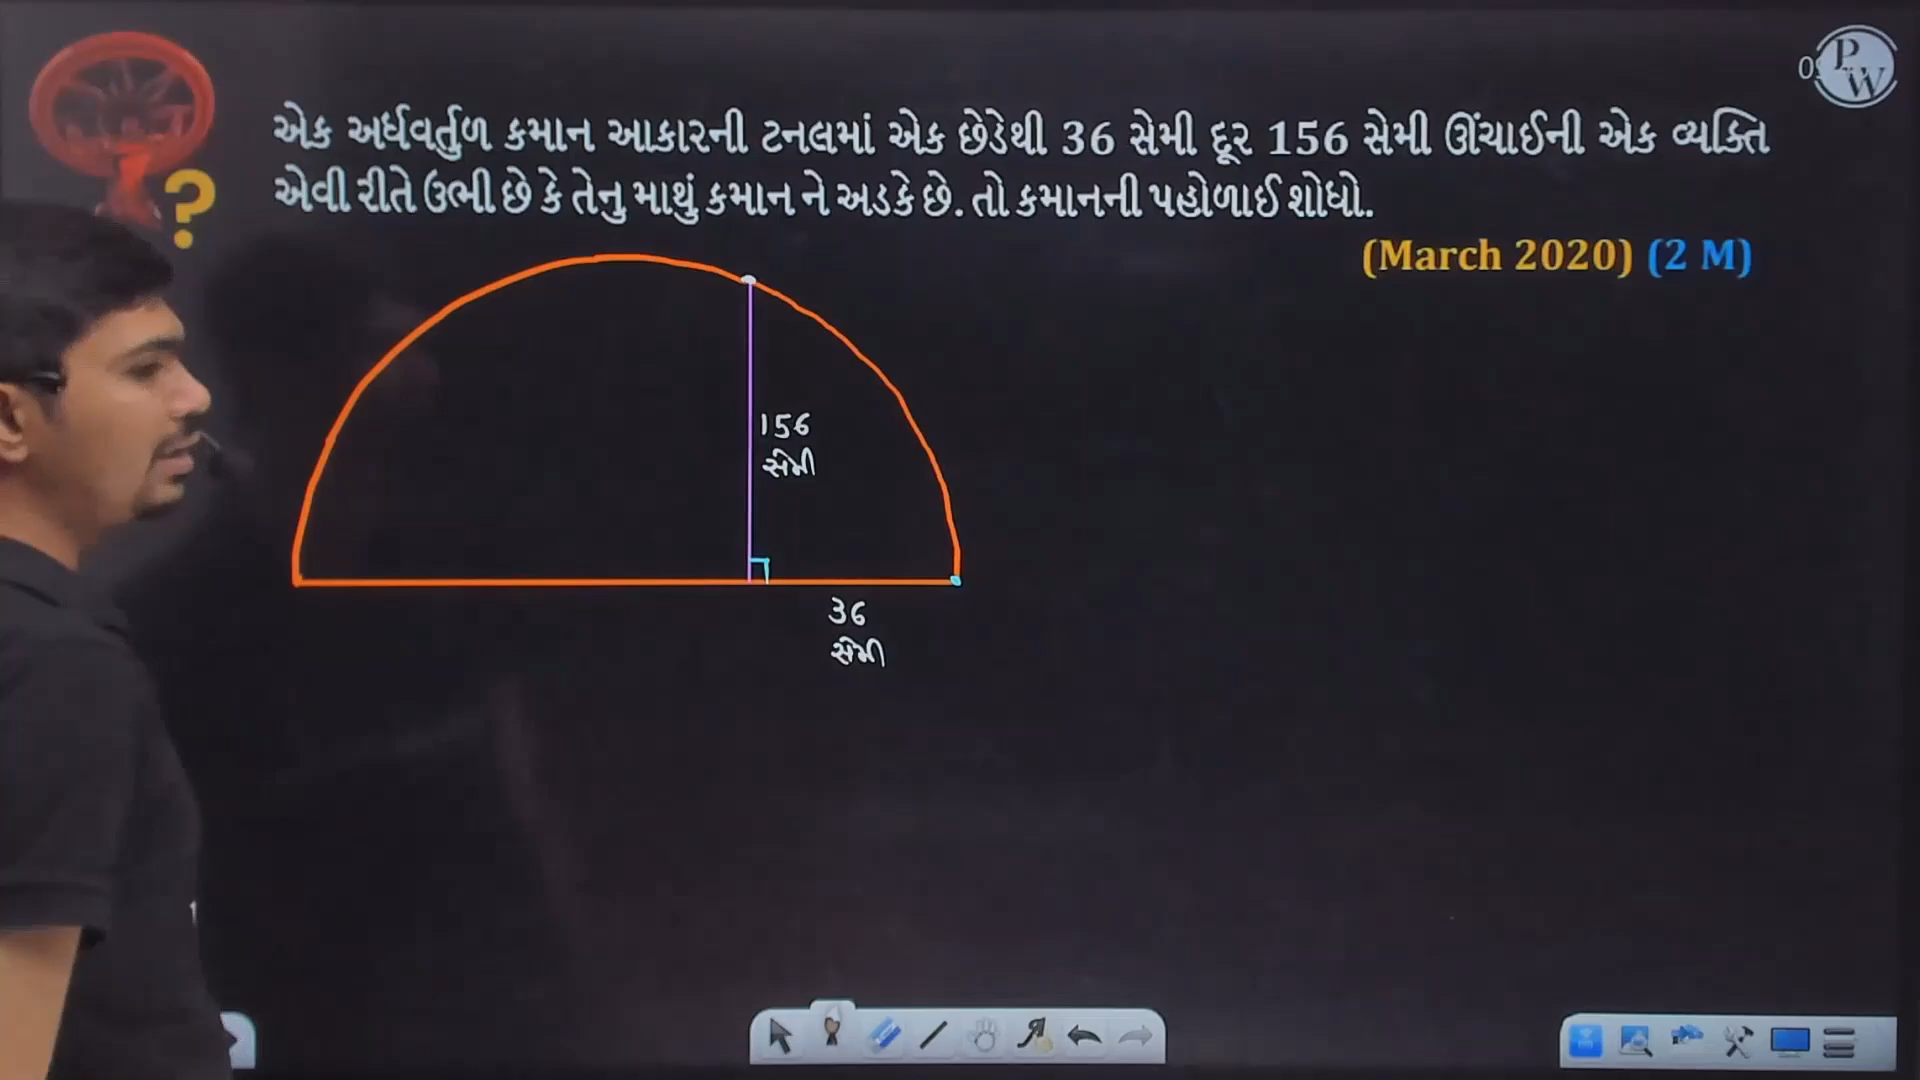 એક અર્ધવર્તુળ કમાન આકારની ટનલમાં એક છેડેથી 36 સેમી દૂર 156 સેમી ઊંચાઈની એક વ્યક્તિ
એવી રીતે ઉભી છે કે તેનુ માથું કમાન ને અડકે છે. તો કમાનની પહોળાઈ શોધો.
(March 2020) (2 M)
156
સેમી
36
સેમી
PW
?